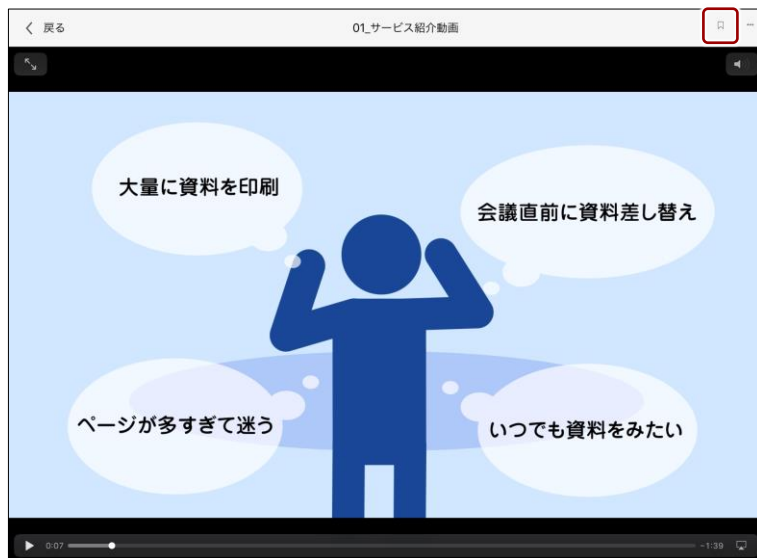 戻る
01_サービス紹介動画
大量に資料を印刷
会議直前に資料差し替え
ページが多すぎて迷う
いつでも資料をみたい
0:07
-1:39